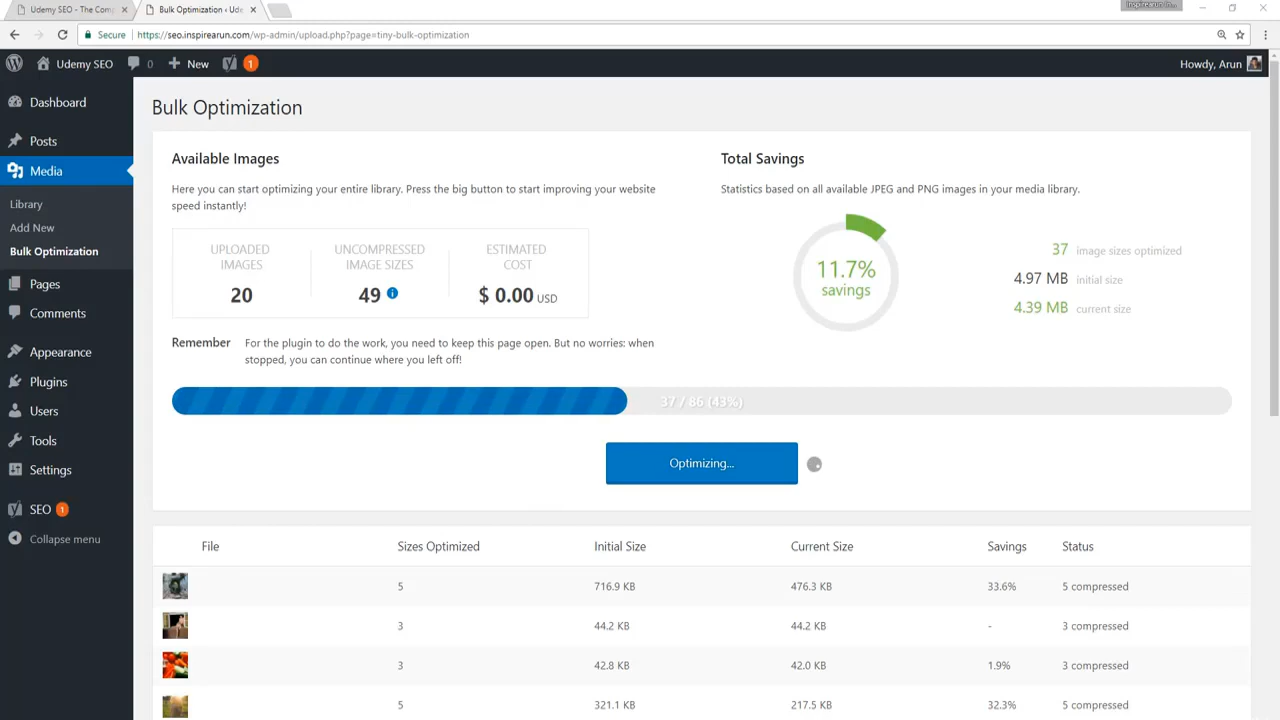 Udemy SEO - The Comp
Bulk Optimization ‹ Ude
Secure
https://seo.inspirearun.com/wp-admin/upload.php?page=tiny-bulk-optimization
Udemy SEO
0
New
1
Howdy, Arun
Dashboard
Posts
Media
Library
Add New
Bulk Optimization
Pages
Comments
Appearance
Plugins
Users
Tools
Settings
SEO 1
Collapse menu
Bulk Optimization
Available Images
Here you can start optimizing your entire library. Press the big button to start improving your website
speed instantly!
UPLOADED
IMAGES
20
UNCOMPRESSED
IMAGE SIZES
49
ESTIMATED
COST
$ 0.00 USD
Remember
For the plugin to do the work, you need to keep this page open. But no worries: when
stopped, you can continue where you left off!
Total Savings
Statistics based on all available JPEG and PNG images in your media library.
11.7%
savings
37 image sizes optimized
4.97 MB initial size
4.39 MB current size
37 / 86 (43%)
Optimizing...
File Sizes Optimized Initial Size Current Size Savings Status
5 716.9 KB 476.3 KB 33.6% 5 compressed
3 44.2 KB 44.2 KB - 3 compressed
3 42.8 KB 42.0 KB 1.9% 3 compressed
5 321.1 KB 217.5 KB 32.3% 5 compressed